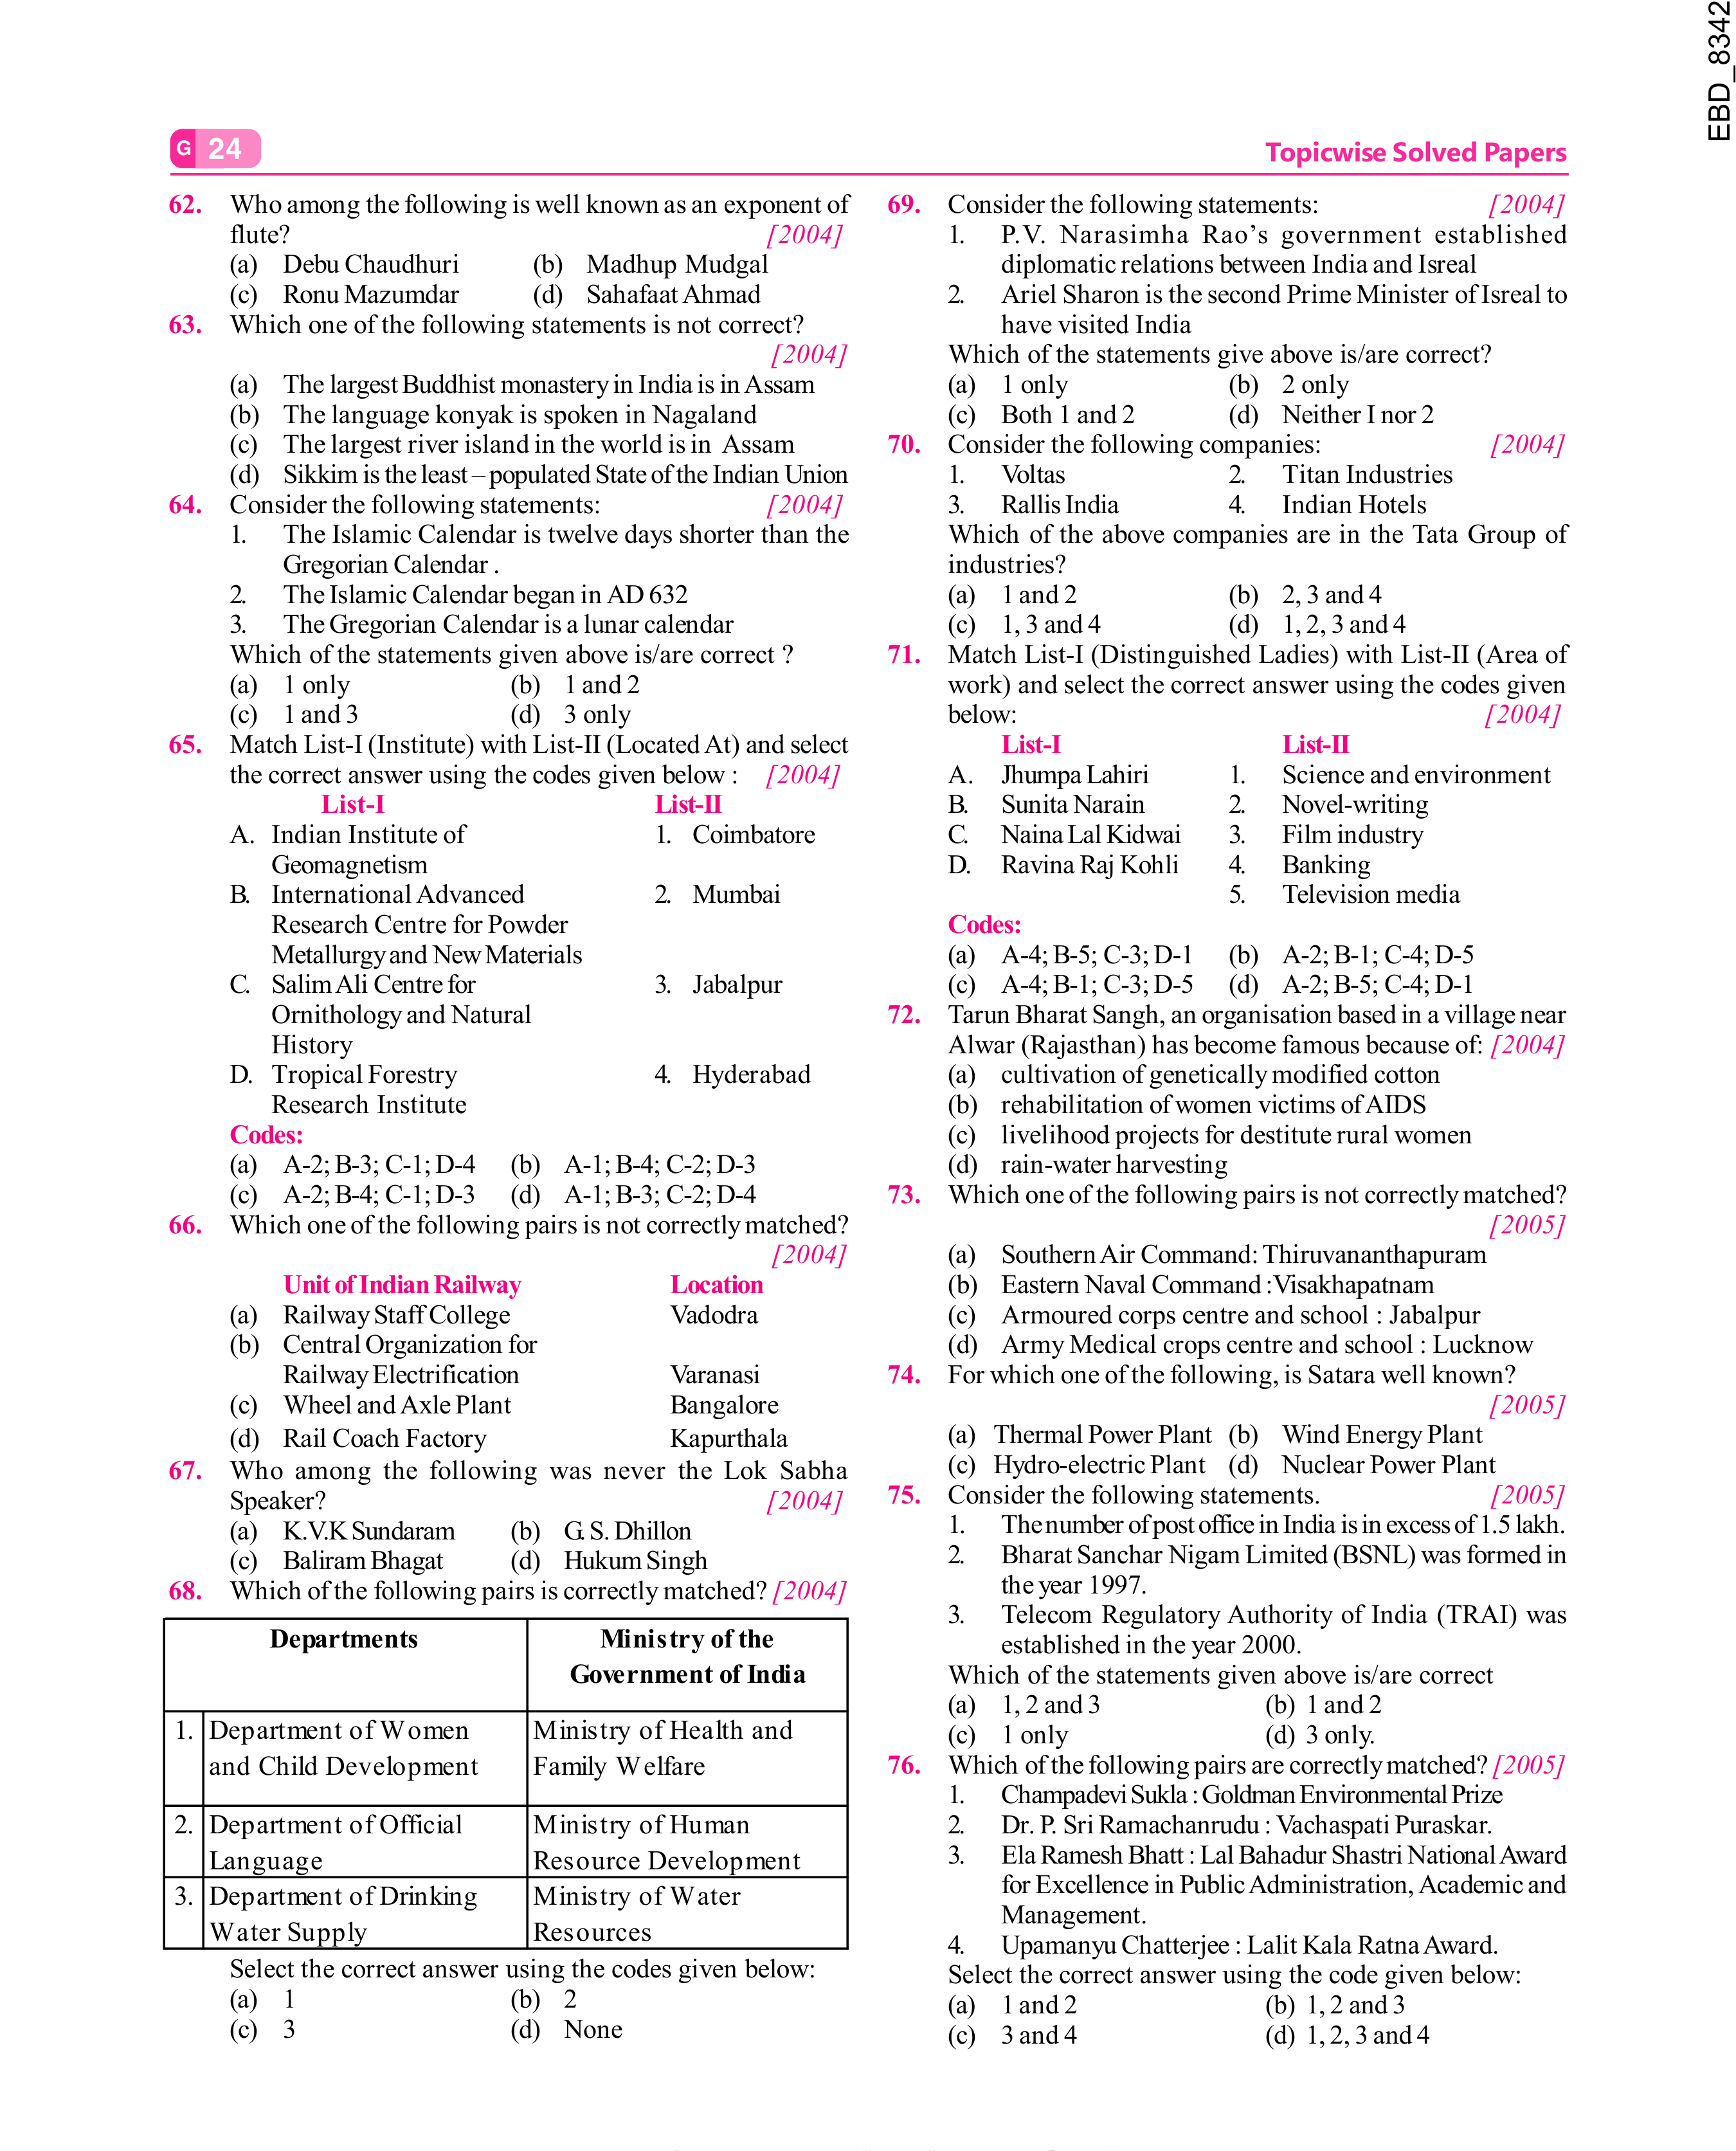 EBD_8342
G 24
Topicwise Solved Papers
62. Who among the following is well known as an exponent of
flute? [2004]
(a) Debu Chaudhuri (b) Madhup Mudgal
(c) Ronu Mazumdar (d) Sahafaat Ahmad
63. Which one of the following statements is not correct?
[2004]
(a) The largest Buddhist monastery in India is in Assam
(b) The language konyak is spoken in Nagaland
(c) The largest river island in the world is in Assam
(d) Sikkim is the least – populated State of the Indian Union
64. Consider the following statements: [2004]
1. The Islamic Calendar is twelve days shorter than the
Gregorian Calendar .
2. The Islamic Calendar began in AD 632
3. The Gregorian Calendar is a lunar calendar
Which of the statements given above is/are correct ?
(a) 1 only (b) 1 and 2
(c) 1 and 3 (d) 3 only
65. Match List-I (Institute) with List-II (Located At) and select
the correct answer using the codes given below : [2004]
List-I List-II
A. Indian Institute of 1. Coimbatore
Geomagnetism
B. International Advanced 2. Mumbai
Research Centre for Powder
Metallurgy and New Materials
C. Salim Ali Centre for 3. Jabalpur
Ornithology and Natural
History
D. Tropical Forestry 4. Hyderabad
Research Institute
Codes:
(a) A-2; B-3; C-1; D-4 (b) A-1; B-4; C-2; D-3
(c) A-2; B-4; C-1; D-3 (d) A-1; B-3; C-2; D-4
66. Which one of the following pairs is not correctly matched?
[2004]
Unit of Indian Railway Location
(a) Railway Staff College Vadodra
(b) Central Organization for
Railway Electrification Varanasi
(c) Wheel and Axle Plant Bangalore
(d) Rail Coach Factory Kapurthala
67. Who among the following was never the Lok Sabha
Speaker? [2004]
(a) K.V.K Sundaram (b) G. S. Dhillon
(c) Baliram Bhagat (d) Hukum Singh
68. Which of the following pairs is correctly matched? [2004]
Departments Ministry of the
Government of India
1. Department of Women Ministry of Health and
and Child Development Family Welfare
2. Department of Official Ministry of Human
Language Resource Development
3. Department of Drinking Ministry of Water
Water Supply Resources
Select the correct answer using the codes given below:
(a) 1 (b) 2
(c) 3 (d) None
69. Consider the following statements: [2004]
1. P.V. Narasimha Rao's government established
diplomatic relations between India and Isreal
2. Ariel Sharon is the second Prime Minister of Isreal to
have visited India
Which of the statements give above is/are correct?
(a) 1 only (b) 2 only
(c) Both 1 and 2 (d) Neither I nor 2
70. Consider the following companies: [2004]
1. Voltas 2. Titan Industries
3. Rallis India 4. Indian Hotels
Which of the above companies are in the Tata Group of
industries?
(a) 1 and 2 (b) 2, 3 and 4
(c) 1, 3 and 4 (d) 1, 2, 3 and 4
71. Match List-I (Distinguished Ladies) with List-II (Area of
work) and select the correct answer using the codes given
below: [2004]
List-I List-II
A. Jhumpa Lahiri 1. Science and environment
B. Sunita Narain 2. Novel-writing
C. Naina Lal Kidwai 3. Film industry
D. Ravina Raj Kohli 4. Banking
5. Television media
Codes:
(a) A-4; B-5; C-3; D-1 (b) A-2; B-1; C-4; D-5
(c) A-4; B-1; C-3; D-5 (d) A-2; B-5; C-4; D-1
72. Tarun Bharat Sangh, an organisation based in a village near
Alwar (Rajasthan) has become famous because of: [2004]
(a) cultivation of genetically modified cotton
(b) rehabilitation of women victims of AIDS
(c) livelihood projects for destitute rural women
(d) rain-water harvesting
73. Which one of the following pairs is not correctly matched?
[2005]
(a) Southern Air Command: Thiruvananthapuram
(b) Eastern Naval Command :Visakhapatnam
(c) Armoured corps centre and school : Jabalpur
(d) Army Medical crops centre and school : Lucknow
74. For which one of the following, is Satara well known?
[2005]
(a) Thermal Power Plant (b) Wind Energy Plant
(c) Hydro-electric Plant (d) Nuclear Power Plant
75. Consider the following statements. [2005]
1. The number of post office in India is in excess of 1.5 lakh.
2. Bharat Sanchar Nigam Limited (BSNL) was formed in
the year 1997.
3. Telecom Regulatory Authority of India (TRAI) was
established in the year 2000.
Which of the statements given above is/are correct
(a) 1, 2 and 3 (b) 1 and 2
(c) 1 only (d) 3 only.
76. Which of the following pairs are correctly matched? [2005]
1. Champadevi Sukla : Goldman Environmental Prize
2. Dr. P. Sri Ramachanrudu : Vachaspati Puraskar.
3. Ela Ramesh Bhatt : Lal Bahadur Shastri National Award
for Excellence in Public Administration, Academic and
Management.
4. Upamanyu Chatterjee : Lalit Kala Ratna Award.
Select the correct answer using the code given below:
(a) 1 and 2 (b) 1, 2 and 3
(c) 3 and 4 (d) 1, 2, 3 and 4